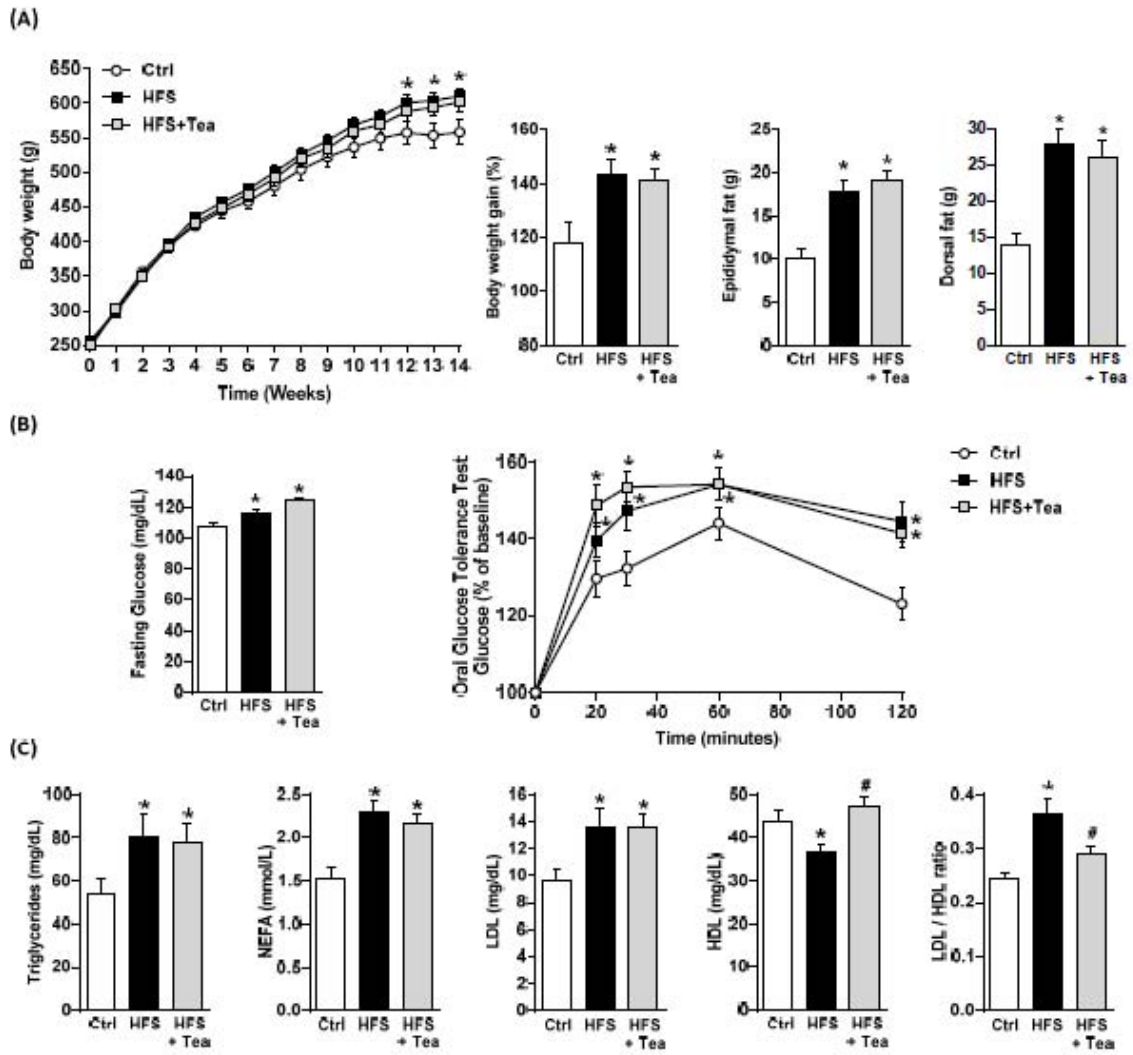 (A)
Ctrl
HFS
HFS+Tea
* * *
650
600
550
500
450
400
350
300
250
Body weight (g)
0 1 2 3 4 5 6 7 8 9 10 11 12 13 14
Time (Weeks)
160
140
120
100
80
Body weight gain (%)
* *
Ctrl HFS HFS
+ Tea
25
20
15
10
5
0
Epididymal fat (g)
* *
Ctrl HFS HFS
+ Tea
30
25
20
15
10
5
0
Dorsal fat (g)
* *
Ctrl HFS HFS
+ Tea
(B)
140
120
100
80
60
40
20
0
Fasting Glucose (mg/dL)
* *
Ctrl HFS HFS
+ Tea
160
140
120
100
Oral Glucose Tolerance Test
Glucose (% of baseline)
* * *
* * *
*
*
0 20 40 60 80 100 120
Time (minutes)
Ctrl
HFS
HFS+Tea
(C)
100
80
60
40
20
0
Triglycerides (mg/dL)
* *
Ctrl HFS HFS
+ Tea
2.5
2.0
1.5
1.0
0.5
0.0
NEFA (mmol/L)
* *
Ctrl HFS HFS
+ Tea
16
14
12
10
8
6
4
2
0
LDL (mg/dL)
* *
Ctrl HFS HFS
+ Tea
50
40
30
20
10
0
HDL (mg/dL)
* #
Ctrl HFS HFS
+ Tea
0.4
0.3
0.2
0.1
0.0
LDL / HDL ratio
* #
Ctrl HFS HFS
+ Tea